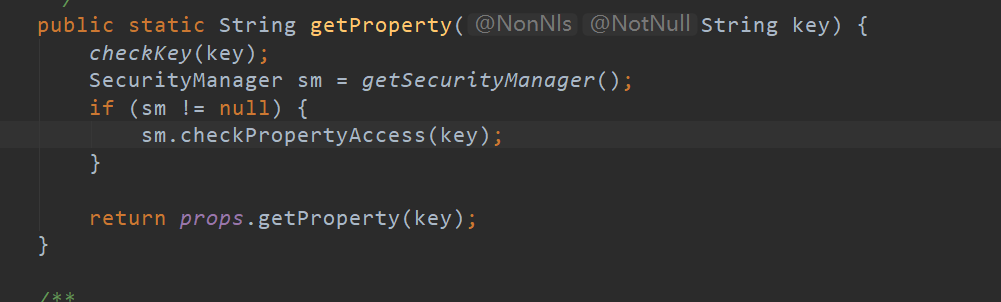 /
public static String getProperty( @NonNls @NotNull String key) {
checkKey(key);
SecurityManager sm = getSecurityManager();
if (sm != null) {
sm.checkPropertyAccess(key);
}
return props.getProperty(key);
}
/**